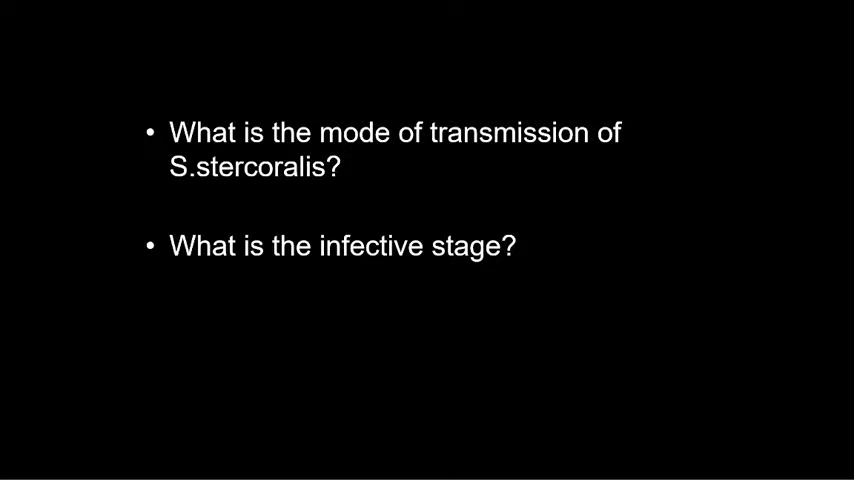 • What is the mode of transmission of
S.stercoralis?
• What is the infective stage?